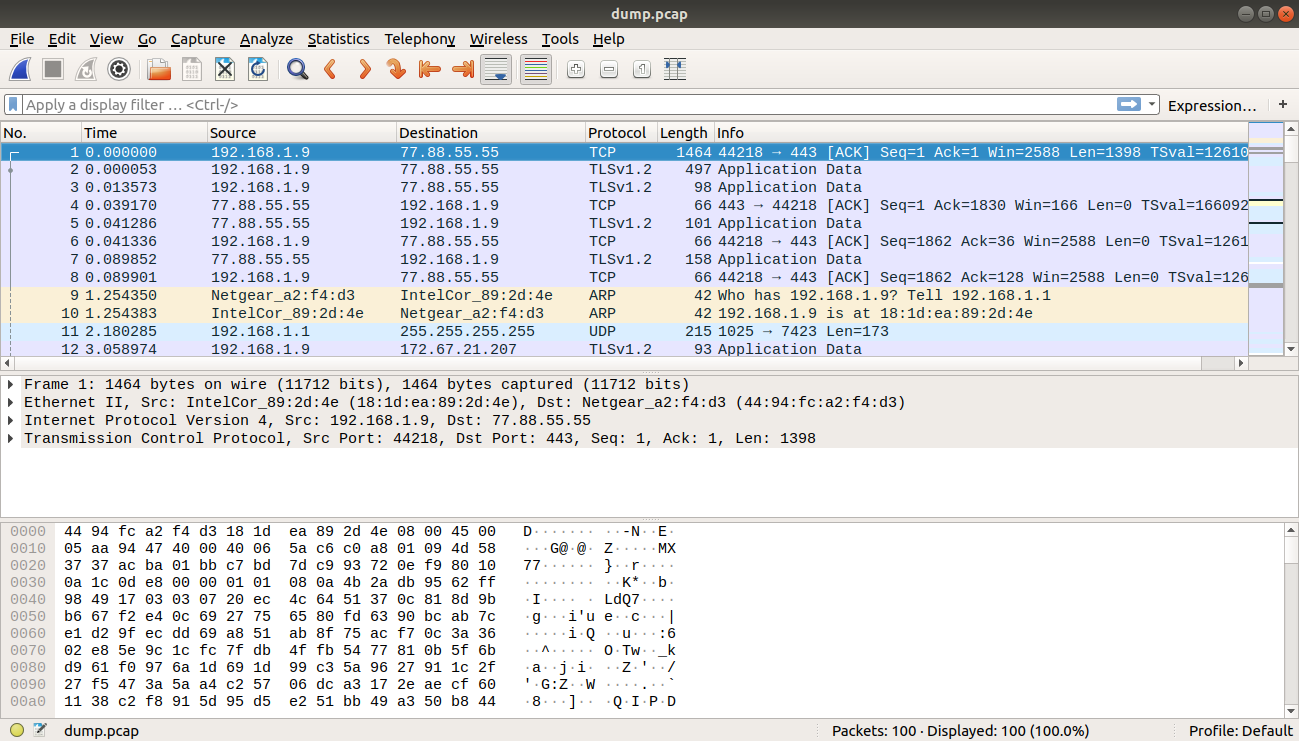 dump.pcap
File Edit View Go Capture Analyze Statistics Telephony Wireless Tools Help
Apply a display filter … <Ctrl-/> Expression… +
No. Time Source Destination Protocol Length Info
1 0.000000 192.168.1.9 77.88.55.55 TCP 1464 44218 → 443 [ACK] Seq=1 Ack=1 Win=2588 Len=1398 TSval=12610
2 0.000053 192.168.1.9 77.88.55.55 TLSv1.2 497 Application Data
3 0.013573 192.168.1.9 77.88.55.55 TLSv1.2 98 Application Data
4 0.039170 77.88.55.55 192.168.1.9 TCP 66 443 → 44218 [ACK] Seq=1 Ack=1830 Win=166 Len=0 TSval=166092
5 0.041286 77.88.55.55 192.168.1.9 TLSv1.2 101 Application Data
6 0.041336 192.168.1.9 77.88.55.55 TCP 66 44218 → 443 [ACK] Seq=1862 Ack=36 Win=2588 Len=0 TSval=1261
7 0.089852 77.88.55.55 192.168.1.9 TLSv1.2 158 Application Data
8 0.089901 192.168.1.9 77.88.55.55 TCP 66 44218 → 443 [ACK] Seq=1862 Ack=128 Win=2588 Len=0 TSval=126
9 1.254350 Netgear_a2:f4:d3 IntelCor_89:2d:4e ARP 42 Who has 192.168.1.9? Tell 192.168.1.1
10 1.254383 IntelCor_89:2d:4e Netgear_a2:f4:d3 ARP 42 192.168.1.9 is at 18:1d:ea:89:2d:4e
11 2.180285 192.168.1.1 255.255.255.255 UDP 215 1025 → 7423 Len=173
12 3.058974 192.168.1.9 172.67.21.207 TLSv1.2 93 Application Data
Frame 1: 1464 bytes on wire (11712 bits), 1464 bytes captured (11712 bits)
Ethernet II, Src: IntelCor_89:2d:4e (18:1d:ea:89:2d:4e), Dst: Netgear_a2:f4:d3 (44:94:fc:a2:f4:d3)
Internet Protocol Version 4, Src: 192.168.1.9, Dst: 77.88.55.55
Transmission Control Protocol, Src Port: 44218, Dst Port: 443, Seq: 1, Ack: 1, Len: 1398
0000 44 94 fc a2 f4 d3 18 1d ea 89 2d 4e 08 00 45 00 D······· ··-N··E·
0010 05 aa 94 47 40 00 40 06 5a c6 c0 a8 01 09 4d 58 ···G@·@· Z·····MX
0020 37 37 ac ba 01 bb c7 bd 7d c9 93 72 0e f9 80 10 77······ }··r····
0030 0a 1c 0d e8 00 00 01 01 08 0a 4b 2a db 95 62 ff ········ ··K*··b·
0040 98 49 17 03 03 07 20 ec 4c 64 51 37 0c 81 8d 9b ·I···· · LdQ7····
0050 b6 67 f2 e4 0c 69 27 75 65 80 fd 63 90 bc ab 7c ·g···i'u e··c···|
0060 e1 d2 9f ec dd 69 a8 51 ab 8f 75 ac f7 0c 3a 36 ·····i·Q ··u···:6
0070 02 e8 5e 9c 1c fc 7f db 4f fb 54 77 81 0b 5f 6b ··^····· O·Tw··_k
0080 d9 61 f0 97 6a 1d 69 1d 99 c3 5a 96 27 91 1c 2f ·a··j·i· ··Z·'··/
0090 27 f5 47 3a 5a a4 c2 57 06 dc a3 17 2e ae cf 60 '·G:Z··W ····.··`
00a0 11 38 c2 f8 91 5d 95 d5 e2 51 bb 49 a3 50 b8 44 ·8···]·· ·Q·I·P·D
dump.pcap Packets: 100 · Displayed: 100 (100.0%) Profile: Default